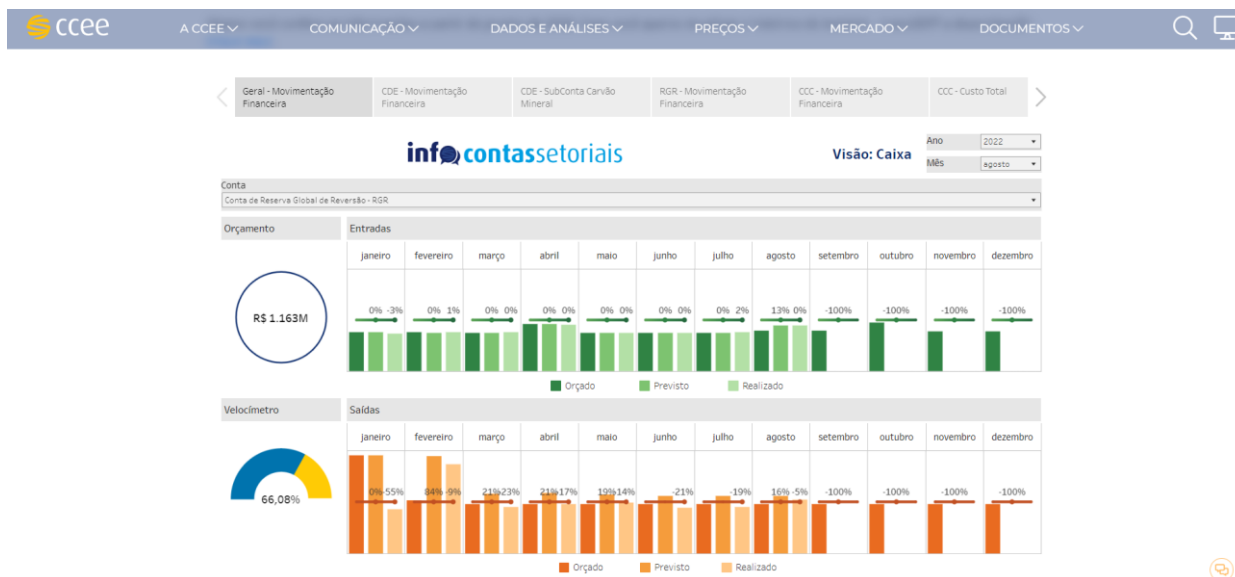 ccee
A CCEE
COMUNICAÇÃO
DADOS E ANÁLISES
PREÇOS
MERCADO
DOCUMENTOS
Geral - Movimentação
Financeira
CDE - Movimentação
Financeira
CDE - SubConta Carvão
Mineral
RGR - Movimentação
Financeira
CCC - Movimentação
Financeira
CCC - Custo Total
info contassetoriais
Visão: Caixa
Ano 2022
Mês agosto
Conta
Conta de Reserva Global de Reversão - RGR
Orçamento
Entradas
janeiro fevereiro março abril maio junho julho agosto setembro outubro novembro dezembro
R$ 1.163M
0% -3% 0% 1% 0% 0% 0% 0% 0% 0% 0% 0% 0% 2% 13% 0% -100% -100% -100% -100%
Orçado Previsto Realizado
Velocímetro
Saídas
janeiro fevereiro março abril maio junho julho agosto setembro outubro novembro dezembro
66,08%
0% -55% 84% -9% 21% 23% 21% 17% 19% 14% -21% -19% 16% -5% -100% -100% -100% -100%
Orçado Previsto Realizado